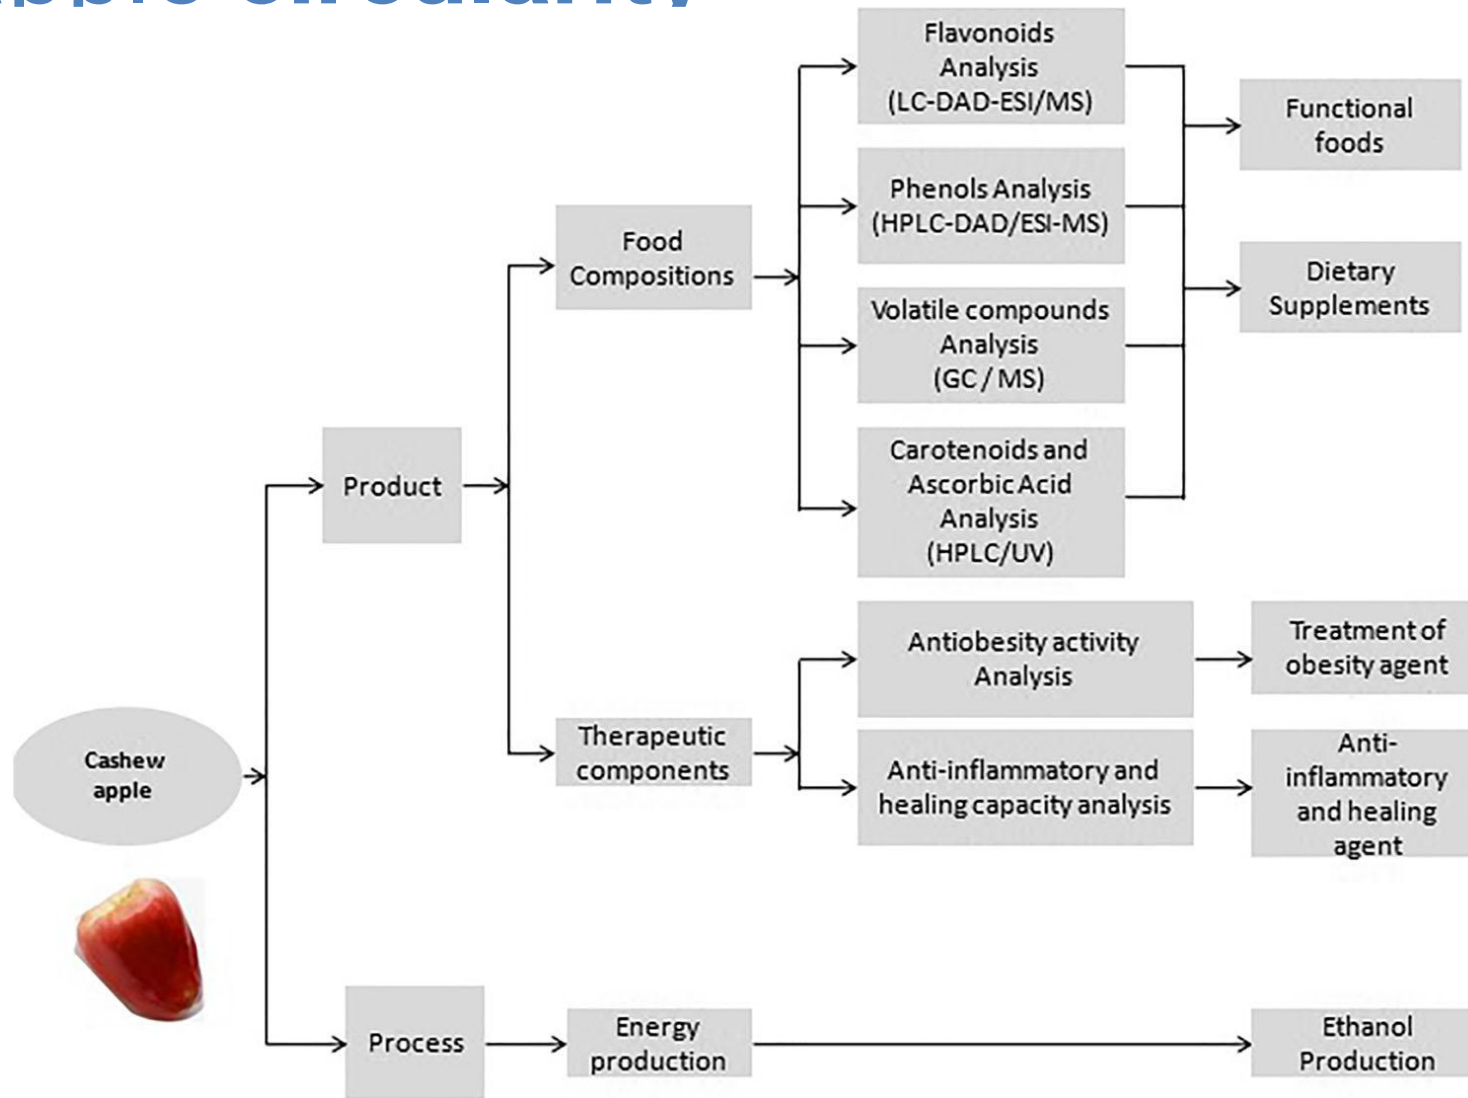 Apple Circularity
Flavonoids
Analysis
(LC-DAD-ESI/MS)
Functional
foods
Phenols Analysis
(HPLC-DAD/ESI-MS)
Food
Compositions
Dietary
Supplements
Volatile compounds
Analysis
(GC / MS)
Carotenoids and
Ascorbic Acid
Analysis
(HPLC/UV)
Product
Antiobesity activity
Analysis
Treatment of
obesity agent
Therapeutic
components
Anti-inflammatory and
healing capacity analysis
Anti-
inflammatory
and healing
agent
Cashew
apple
Process
Energy
production
Ethanol
Production